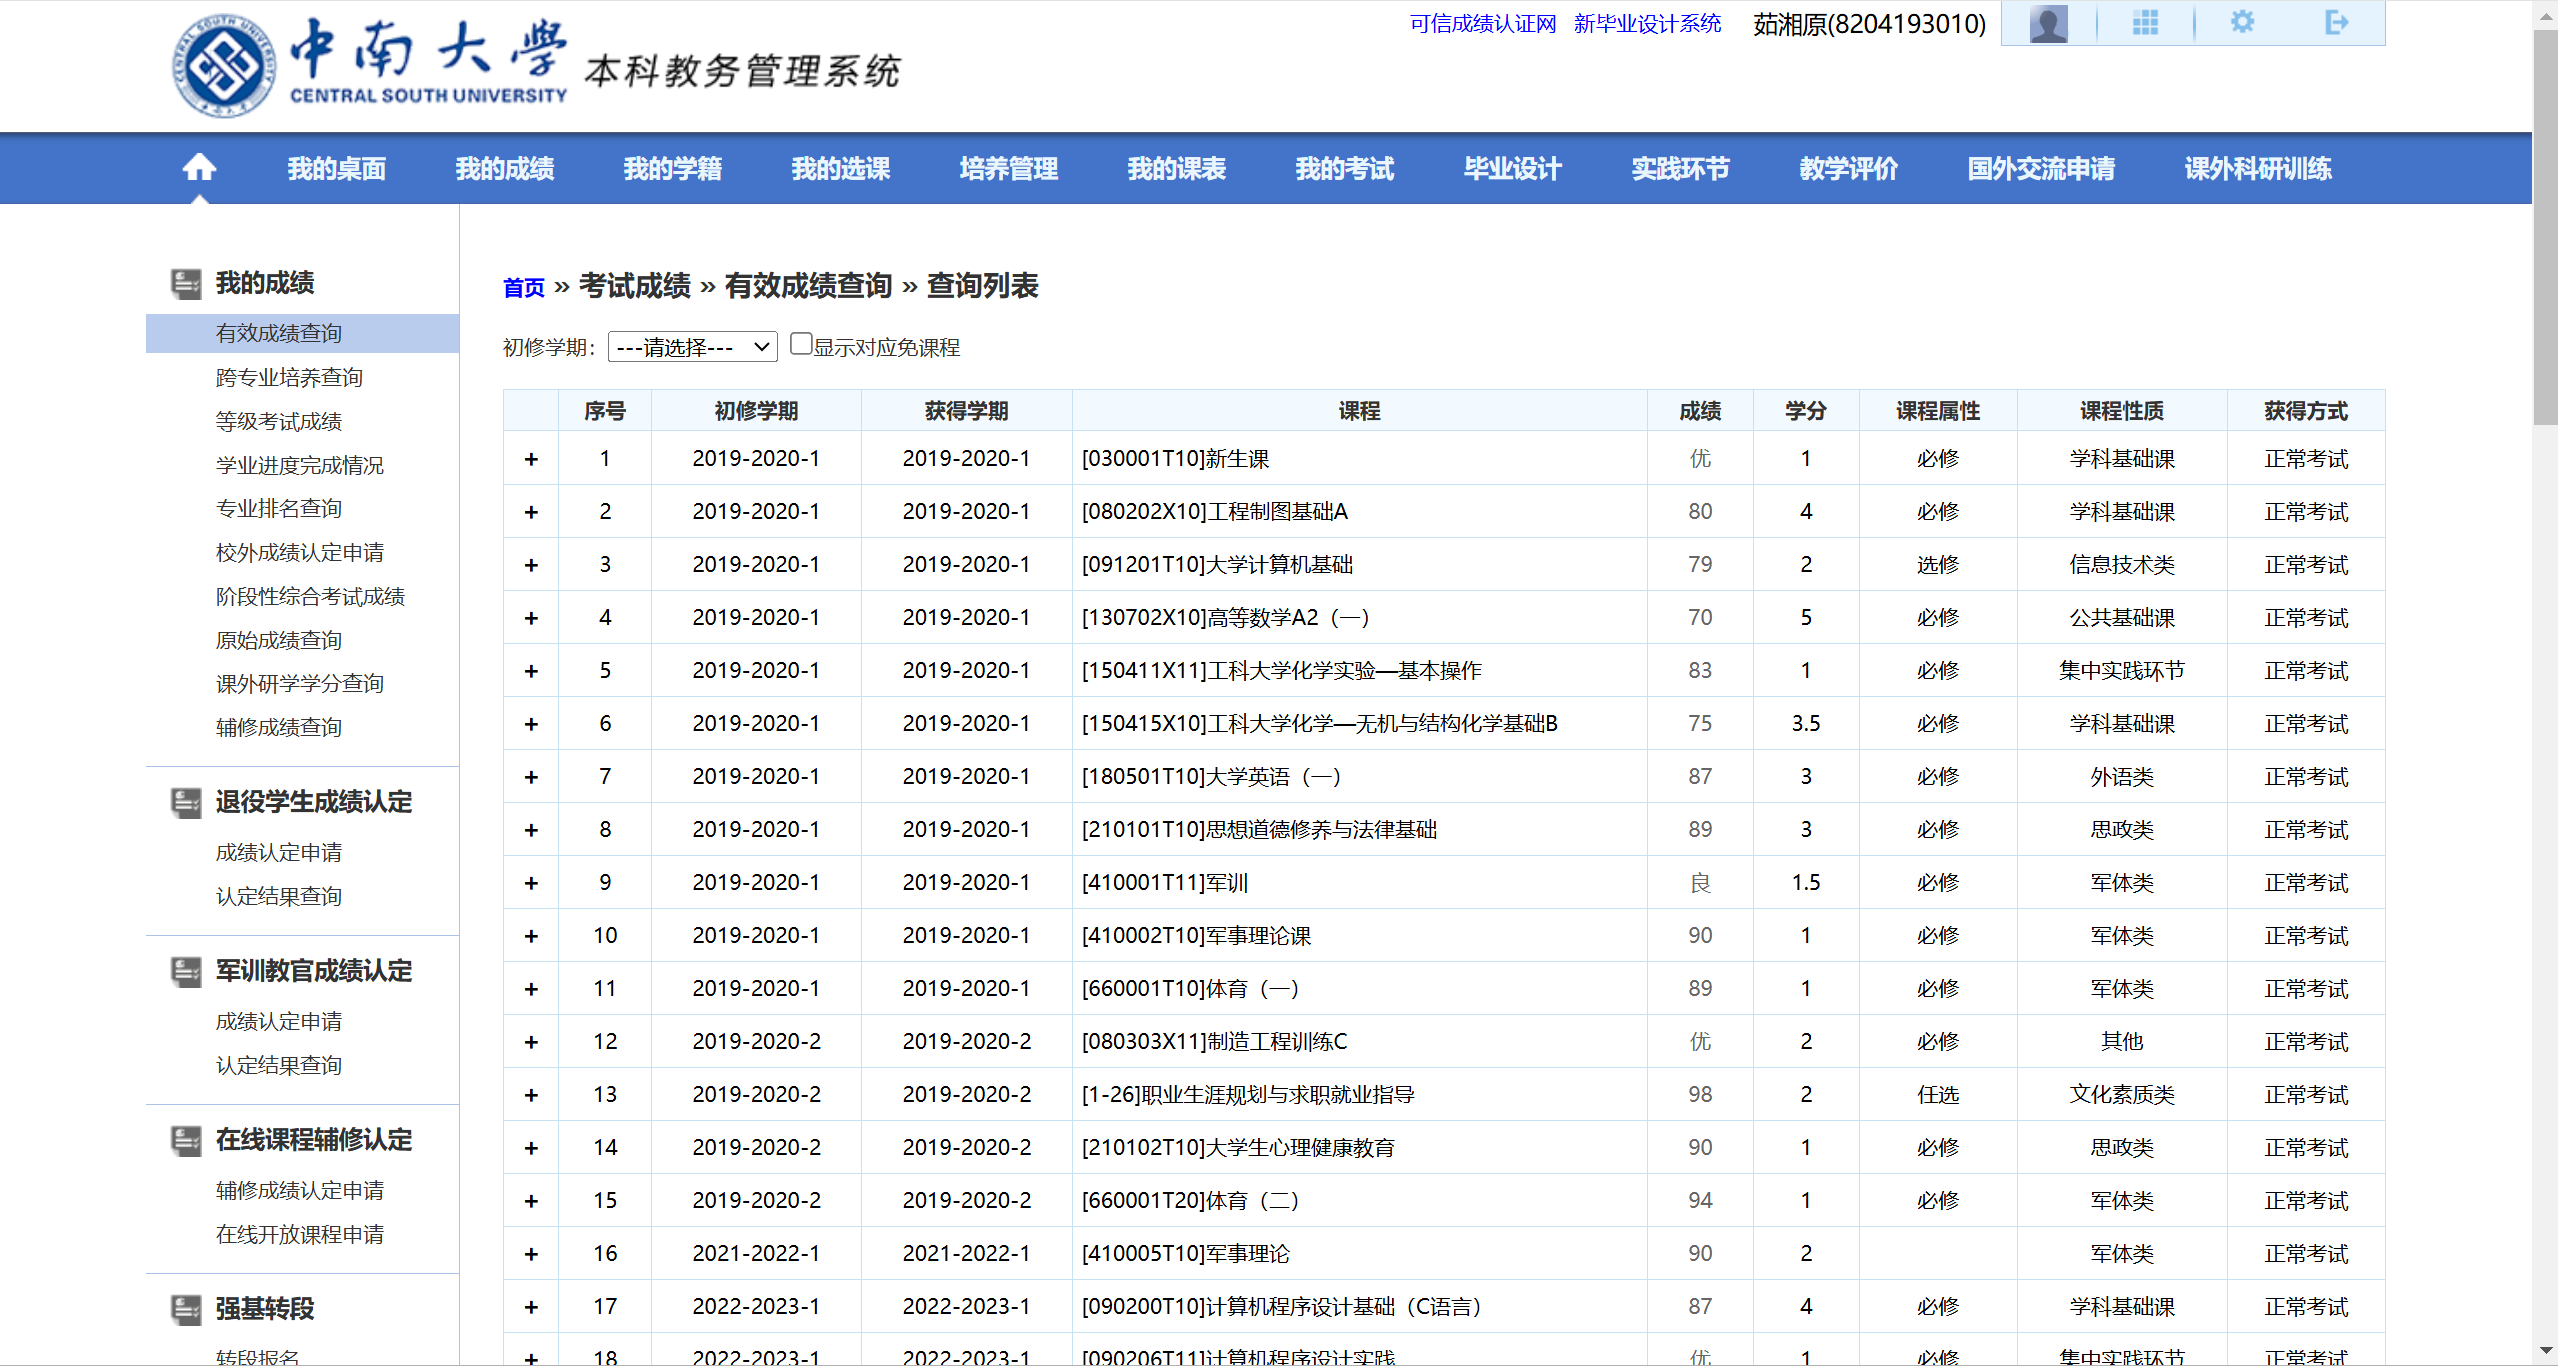 中南大学
CENTRAL SOUTH UNIVERSITY
本科教务管理系统
可信成绩认证网 新毕业设计系统 茹湘原(8204193010)
我的桌面 我的成绩 我的学籍 我的选课 培养管理 我的课表 我的考试 毕业设计 实践环节 教学评价 国外交流申请 课外科研训练
我的成绩
有效成绩查询
跨专业培养查询
等级考试成绩
学业进度完成情况
专业排名查询
校外成绩认定申请
阶段性综合考试成绩
原始成绩查询
课外研学学分查询
辅修成绩查询
退役学生成绩认定
成绩认定申请
认定结果查询
军训教官成绩认定
成绩认定申请
认定结果查询
在线课程辅修认定
辅修成绩认定申请
在线开放课程申请
强基转段
转段报名
首页 » 考试成绩 » 有效成绩查询 » 查询列表
初修学期： ---请选择--- 显示对应免课程
序号 初修学期 获得学期 课程 成绩 学分 课程属性 课程性质 获得方式
+ 1 2019-2020-1 2019-2020-1 [030001T10]新生课 优 1 必修 学科基础课 正常考试
+ 2 2019-2020-1 2019-2020-1 [080202X10]工程制图基础A 80 4 必修 学科基础课 正常考试
+ 3 2019-2020-1 2019-2020-1 [091201T10]大学计算机基础 79 2 选修 信息技术类 正常考试
+ 4 2019-2020-1 2019-2020-1 [130702X10]高等数学A2（一） 70 5 必修 公共基础课 正常考试
+ 5 2019-2020-1 2019-2020-1 [150411X11]工科大学化学实验—基本操作 83 1 必修 集中实践环节 正常考试
+ 6 2019-2020-1 2019-2020-1 [150415X10]工科大学化学—无机与结构化学基础B 75 3.5 必修 学科基础课 正常考试
+ 7 2019-2020-1 2019-2020-1 [180501T10]大学英语（一） 87 3 必修 外语类 正常考试
+ 8 2019-2020-1 2019-2020-1 [210101T10]思想道德修养与法律基础 89 3 必修 思政类 正常考试
+ 9 2019-2020-1 2019-2020-1 [410001T11]军训 良 1.5 必修 军体类 正常考试
+ 10 2019-2020-1 2019-2020-1 [410002T10]军事理论课 90 1 必修 军体类 正常考试
+ 11 2019-2020-1 2019-2020-1 [660001T10]体育（一） 89 1 必修 军体类 正常考试
+ 12 2019-2020-2 2019-2020-2 [080303X11]制造工程训练C 优 2 必修 其他 正常考试
+ 13 2019-2020-2 2019-2020-2 [1-26]职业生涯规划与求职就业指导 98 2 任选 文化素质类 正常考试
+ 14 2019-2020-2 2019-2020-2 [210102T10]大学生心理健康教育 90 1 必修 思政类 正常考试
+ 15 2019-2020-2 2019-2020-2 [660001T20]体育（二） 94 1 必修 军体类 正常考试
+ 16 2021-2022-1 2021-2022-1 [410005T10]军事理论 90 2 军体类 正常考试
+ 17 2022-2023-1 2022-2023-1 [090200T10]计算机程序设计基础（C语言） 87 4 必修 学科基础课 正常考试
+ 18 2022-2023-1 2022-2023-1 [090206T11]计算机程序设计实践 优 1 必修 集中实践环节 正常考试